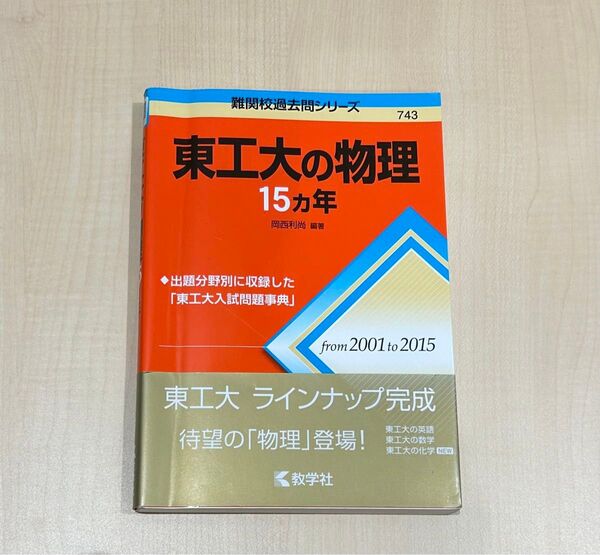 難関校過去問シリーズ
743
東工大の物理
15ヵ年
岡西利尚 編著
◆出題分野別に収録した
「東工大入試問題事典」
from 2001 to 2015
東工大 ラインナップ完成
待望の「物理」登場!
東工大の英語
東工大の数学
東工大の化学 NEW
教学社